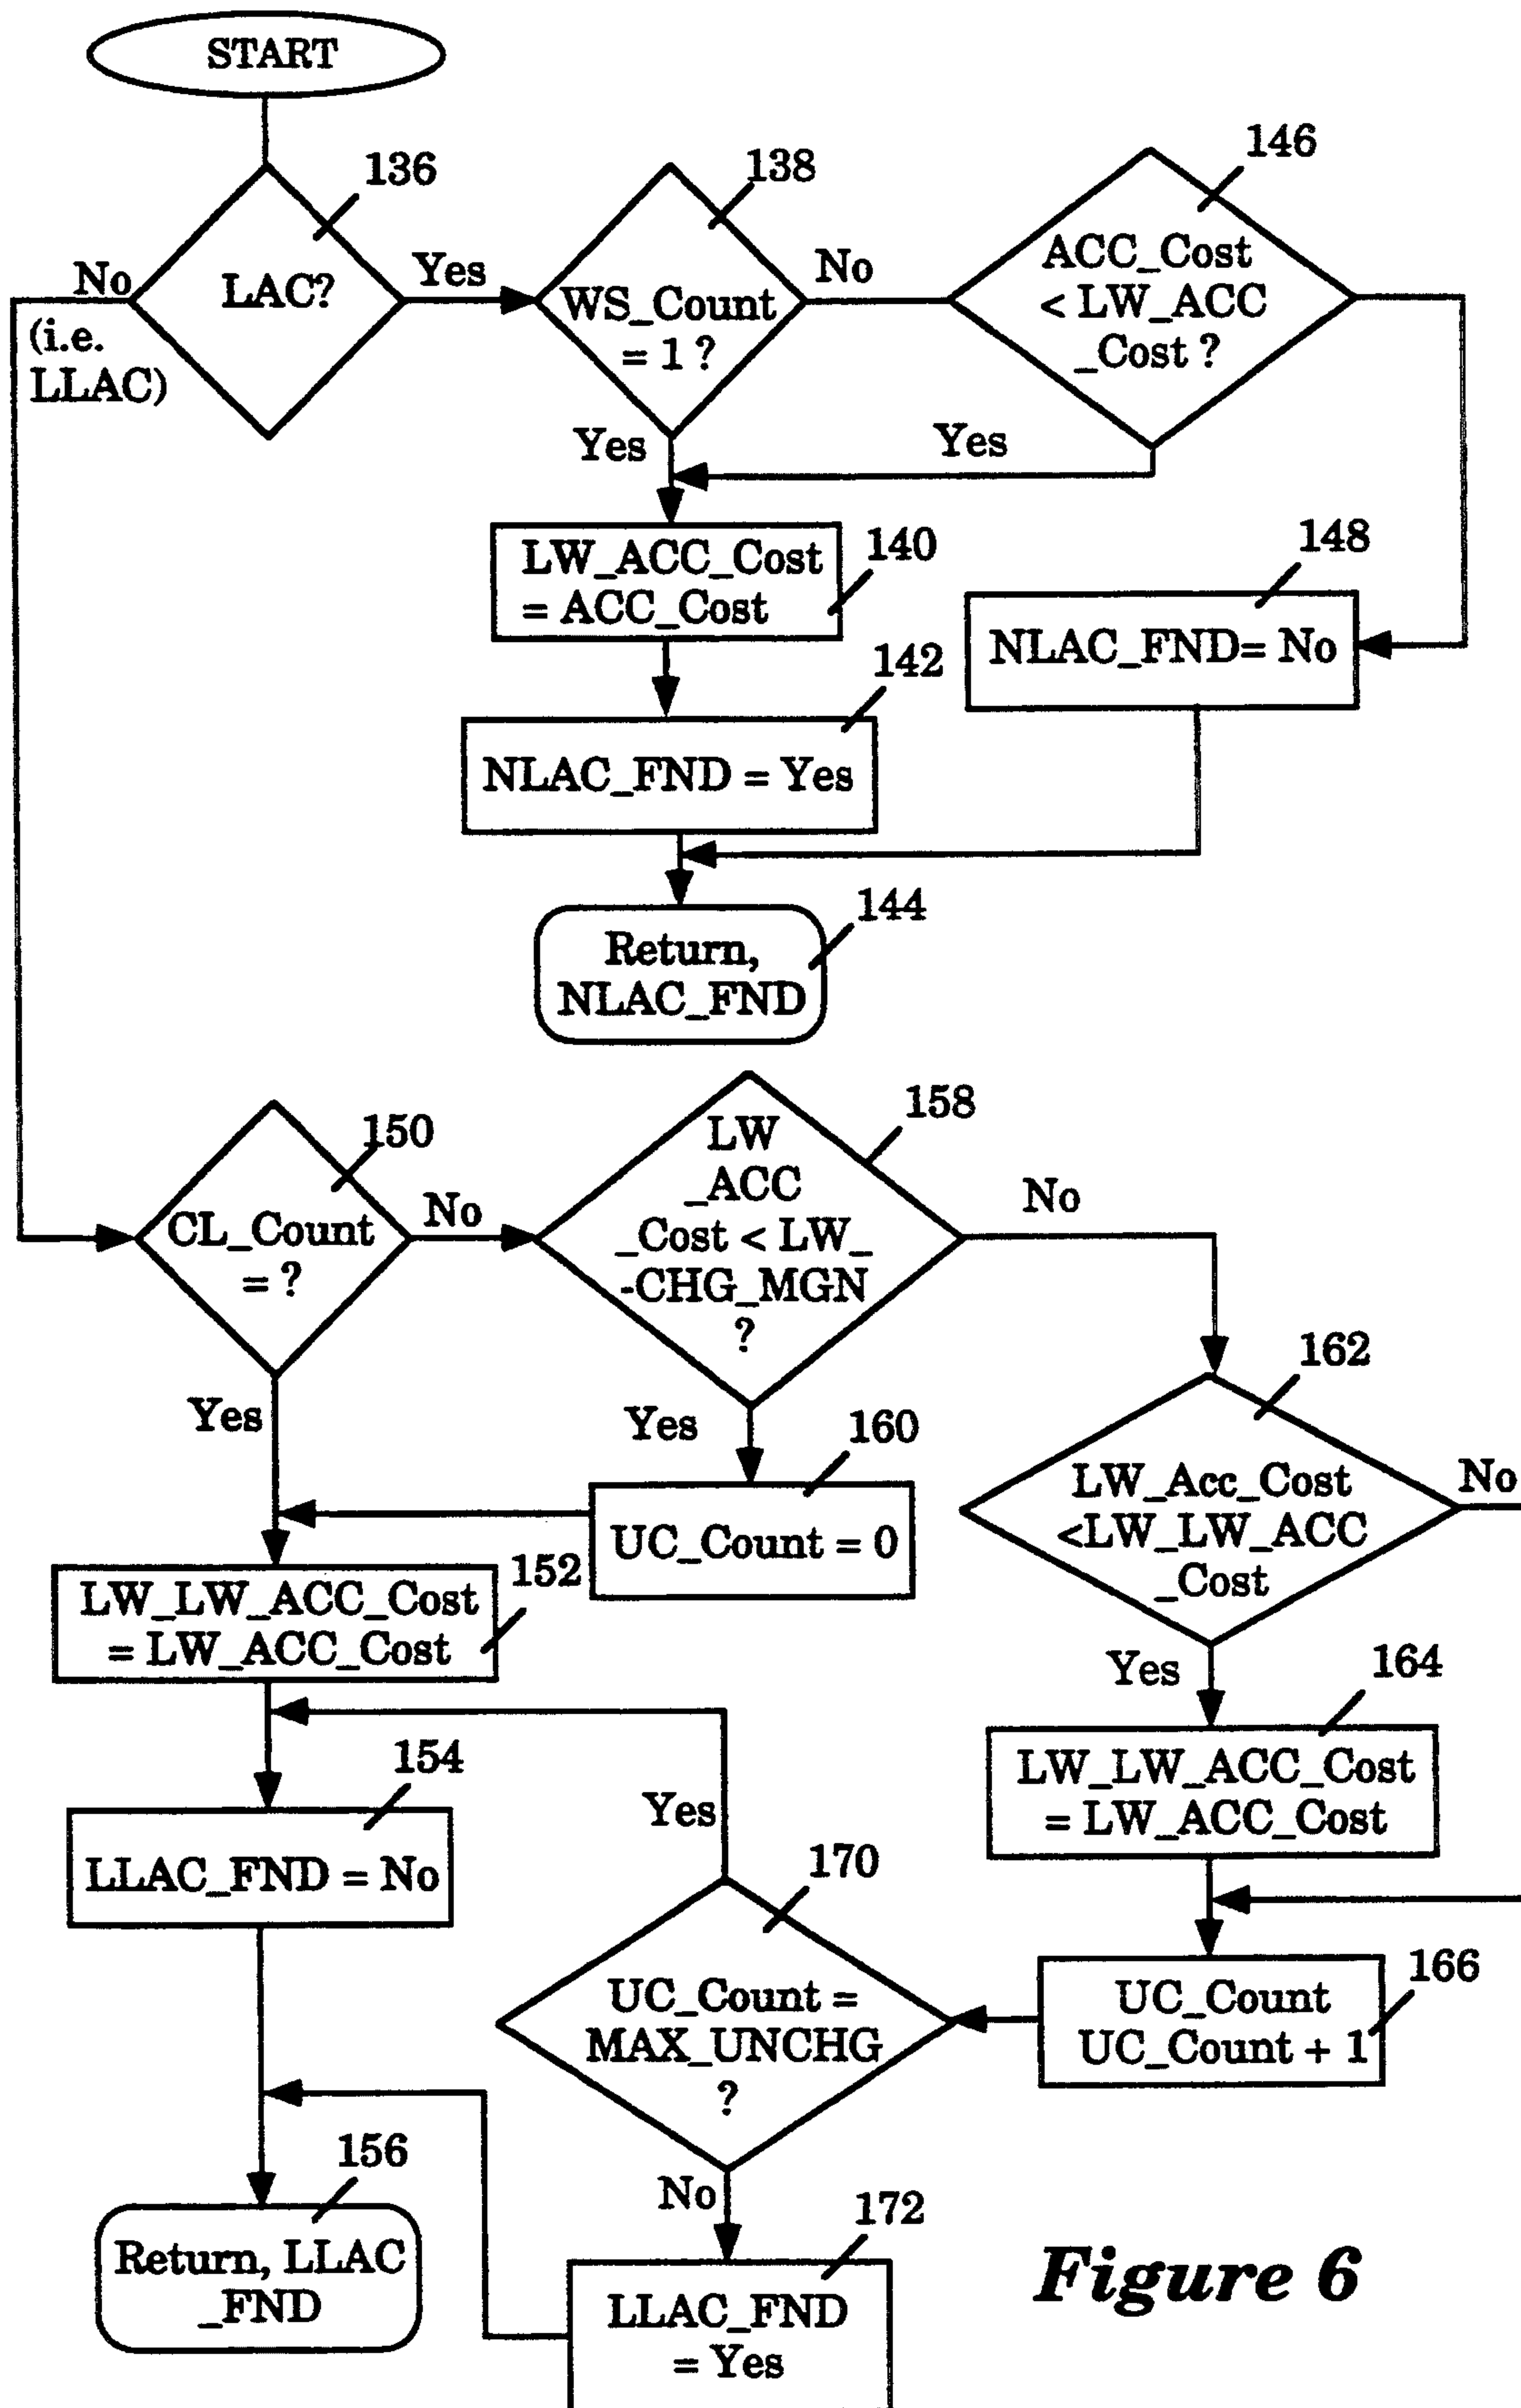 START
136
LAC?
No
(i.e.
LLAC)
Yes
138
WS_Count
= 1 ?
No
Yes
146
ACC_Cost
< LW_ACC
_Cost ?
Yes
LW_ACC_Cost
= ACC_Cost
140
148
NLAC_FND= No
142
NLAC_FND = Yes
144
Return,
NLAC_FND
150
CL_Count
= ?
No
Yes
158
LW
_ACC
_Cost < LW_
-CHG_MGN
?
No
Yes
160
UC_Count = 0
162
LW_Acc_Cost
<LW_LW_ACC
_Cost
No
Yes
152
LW_LW_ACC_Cost
= LW_ACC_Cost
164
LW_LW_ACC_Cost
= LW_ACC_Cost
154
LLAC_FND = No
Yes
170
UC_Count =
MAX_UNCHG
?
No
166
UC_Count
UC_Count + 1
156
Return, LLAC
_FND
172
LLAC_FND
= Yes
Figure 6